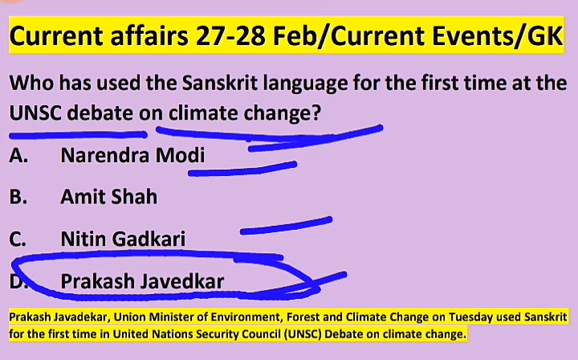 Current affairs 27-28 Feb/Current Events/GK
Who has used the Sanskrit language for the first time at the
UNSC debate on climate change?
A. Narendra Modi
B. Amit Shah
C. Nitin Gadkari
D. Prakash Javedkar
Prakash Javadekar, Union Minister of Environment, Forest and Climate Change on Tuesday used Sanskrit
for the first time in United Nations Security Council (UNSC) Debate on climate change.